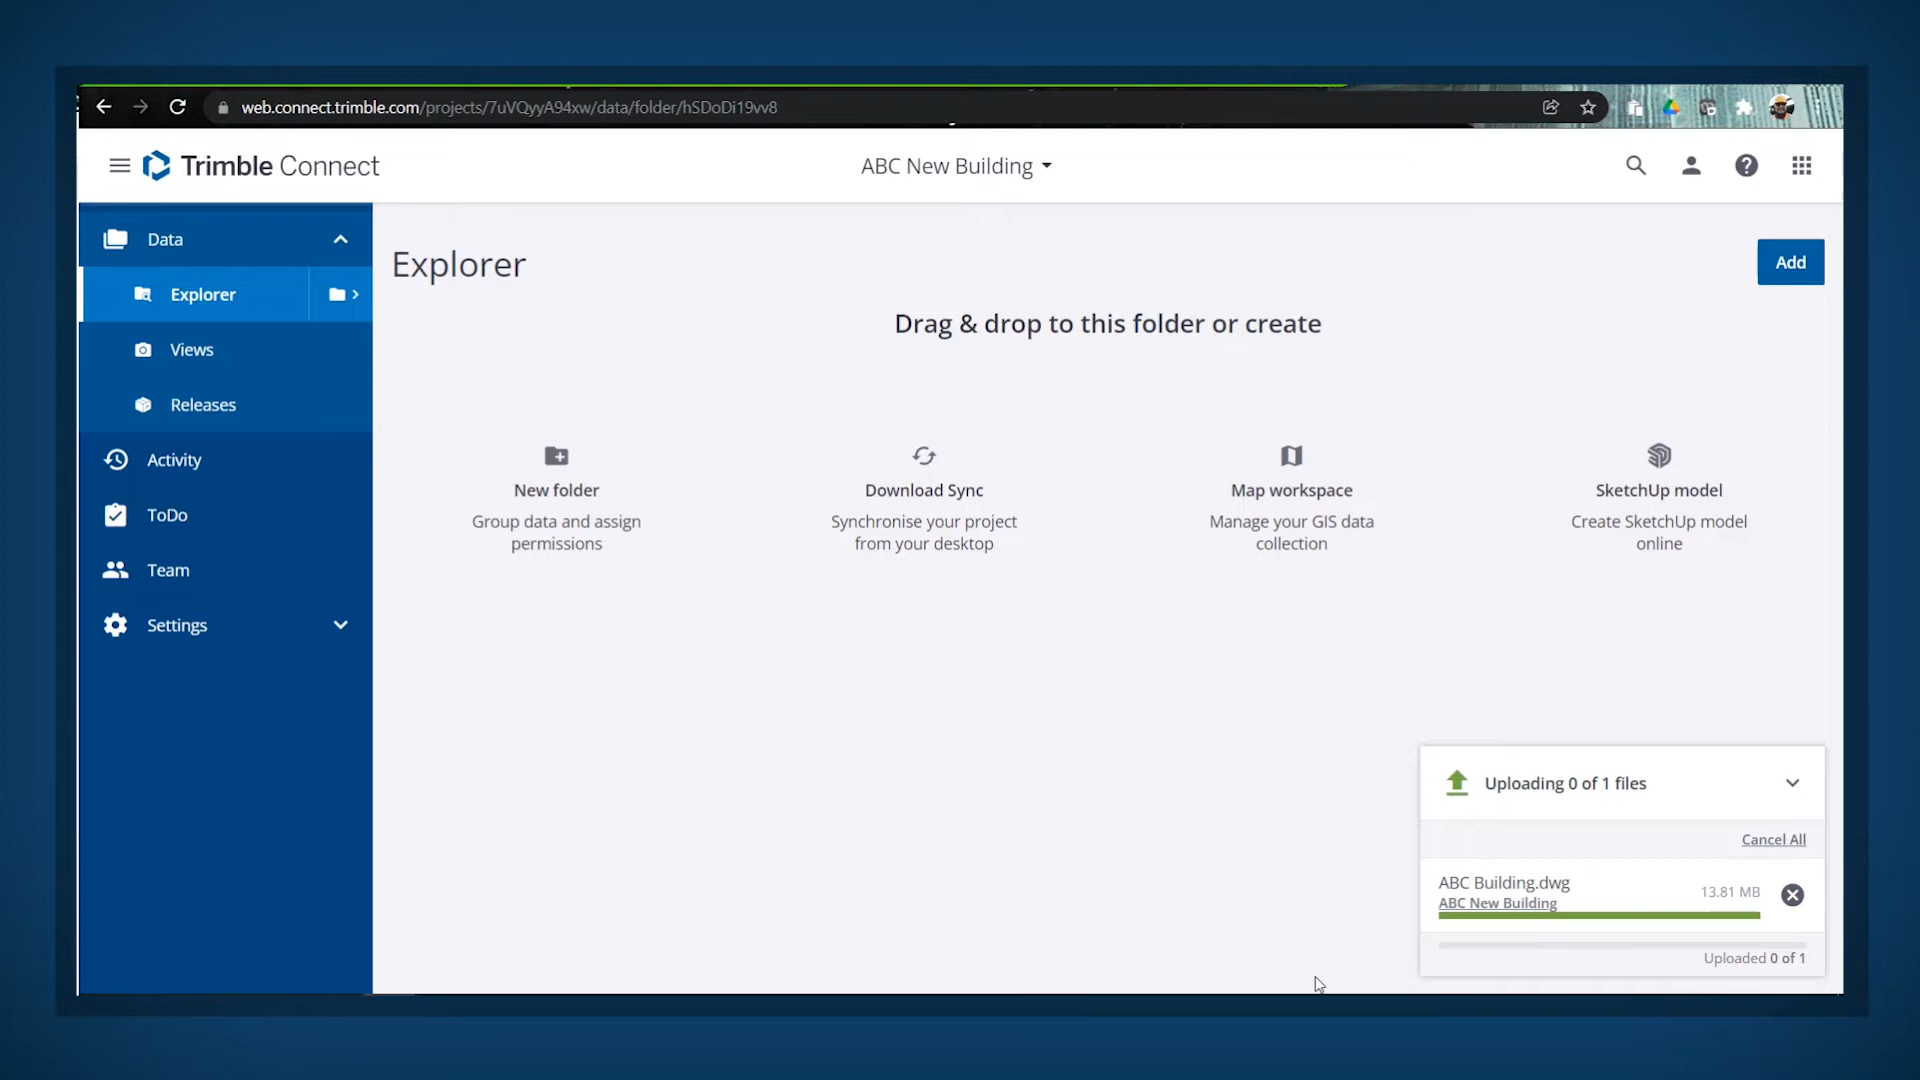 web.connect.trimble.com/projects/7uVQyyA94xw/data/folder/hSDoDi19vv8
Trimble Connect
ABC New Building
Data
Explorer
Views
Releases
Activity
ToDo
Team
Settings
Explorer
Add
Drag & drop to this folder or create
New folder
Group data and assign
permissions
Download Sync
Synchronise your project
from your desktop
Map workspace
Manage your GIS data
collection
SketchUp model
Create SketchUp model
online
Uploading 0 of 1 files
Cancel All
ABC Building.dwg
13.81 MB
ABC New Building
Uploaded 0 of 1